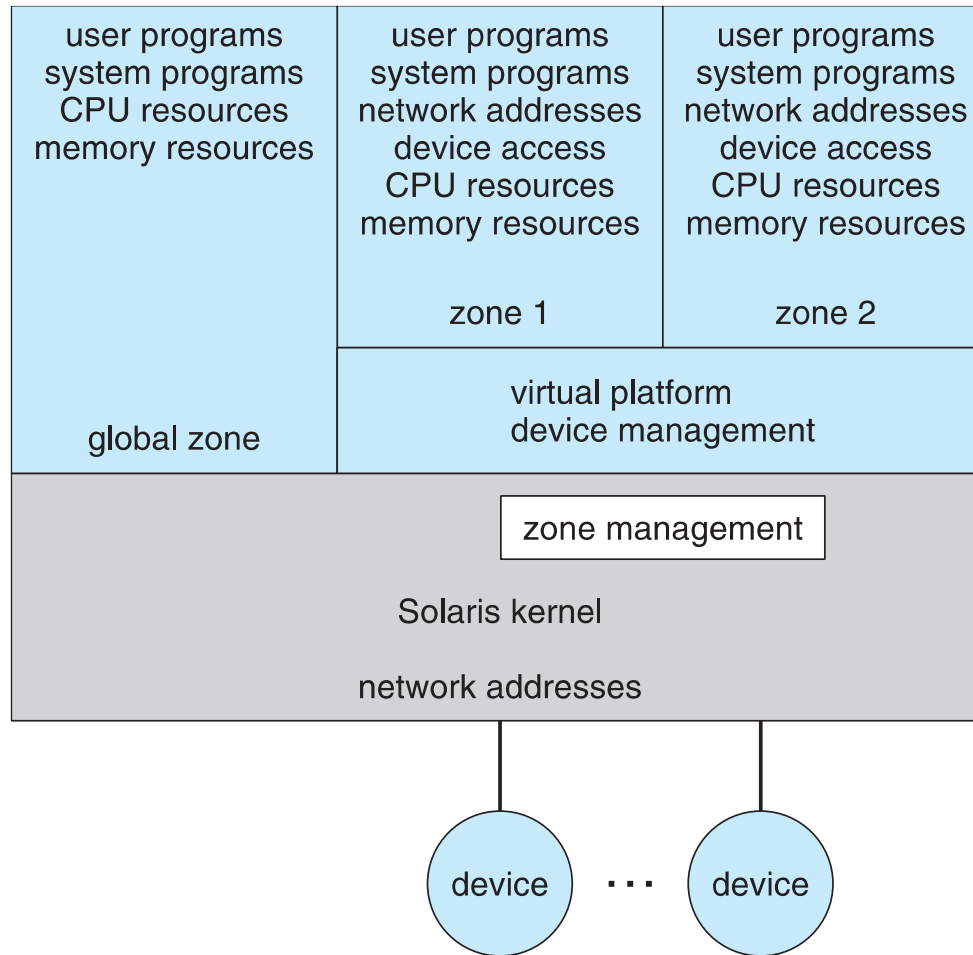 user programs
system programs
CPU resources
memory resources
global zone
user programs
system programs
network addresses
device access
CPU resources
memory resources
zone 1
user programs
system programs
network addresses
device access
CPU resources
memory resources
zone 2
virtual platform
device management
zone management
Solaris kernel
network addresses
device
...
device